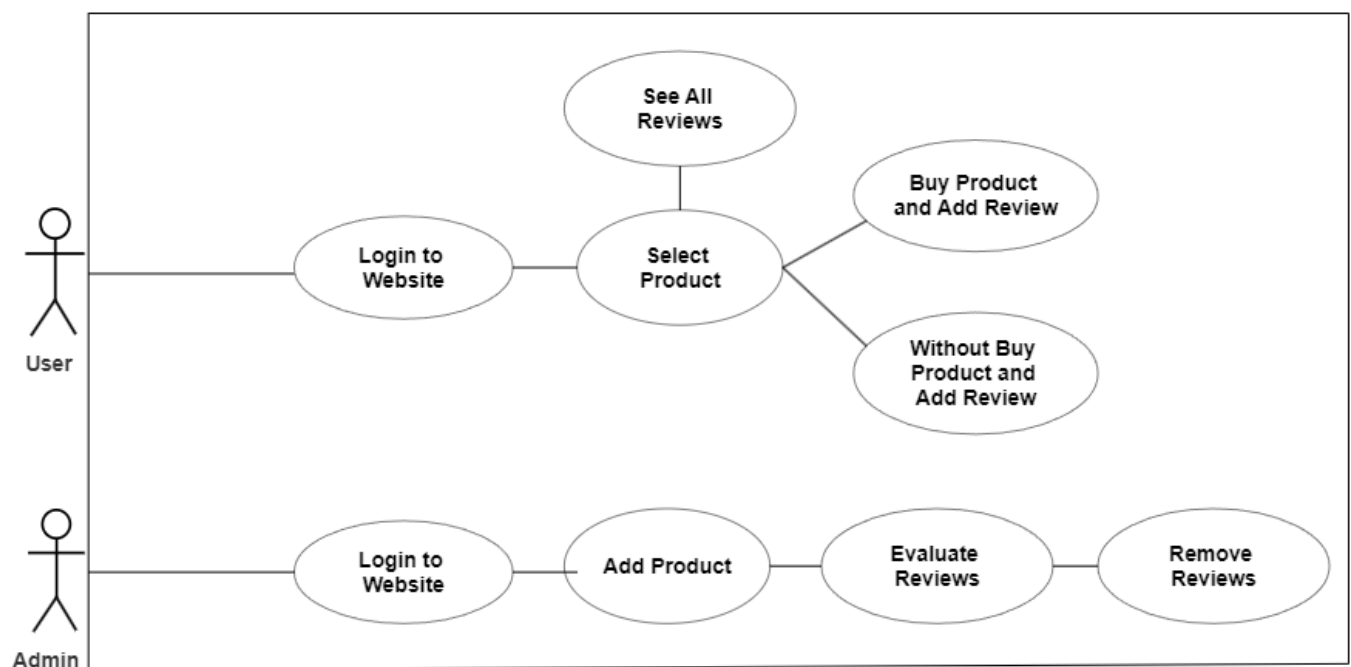 See All
Reviews
Buy Product
and Add Review
Login to
Website
Select
Product
Without Buy
Product and
Add Review
User
Login to
Website
Add Product
Evaluate
Reviews
Remove
Reviews
Admin